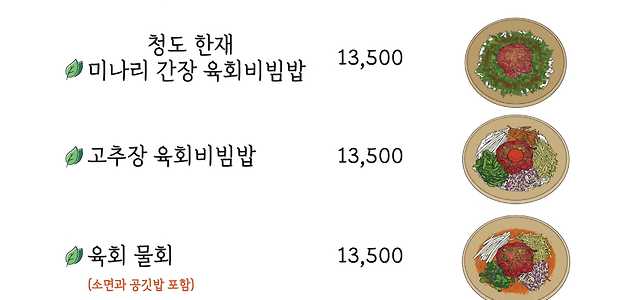 청도 한재
미나리 간장 육회비빔밥 13,500
고추장 육회비빔밥 13,500
육회 물회 13,500
(소면과 공깃밥 포함)